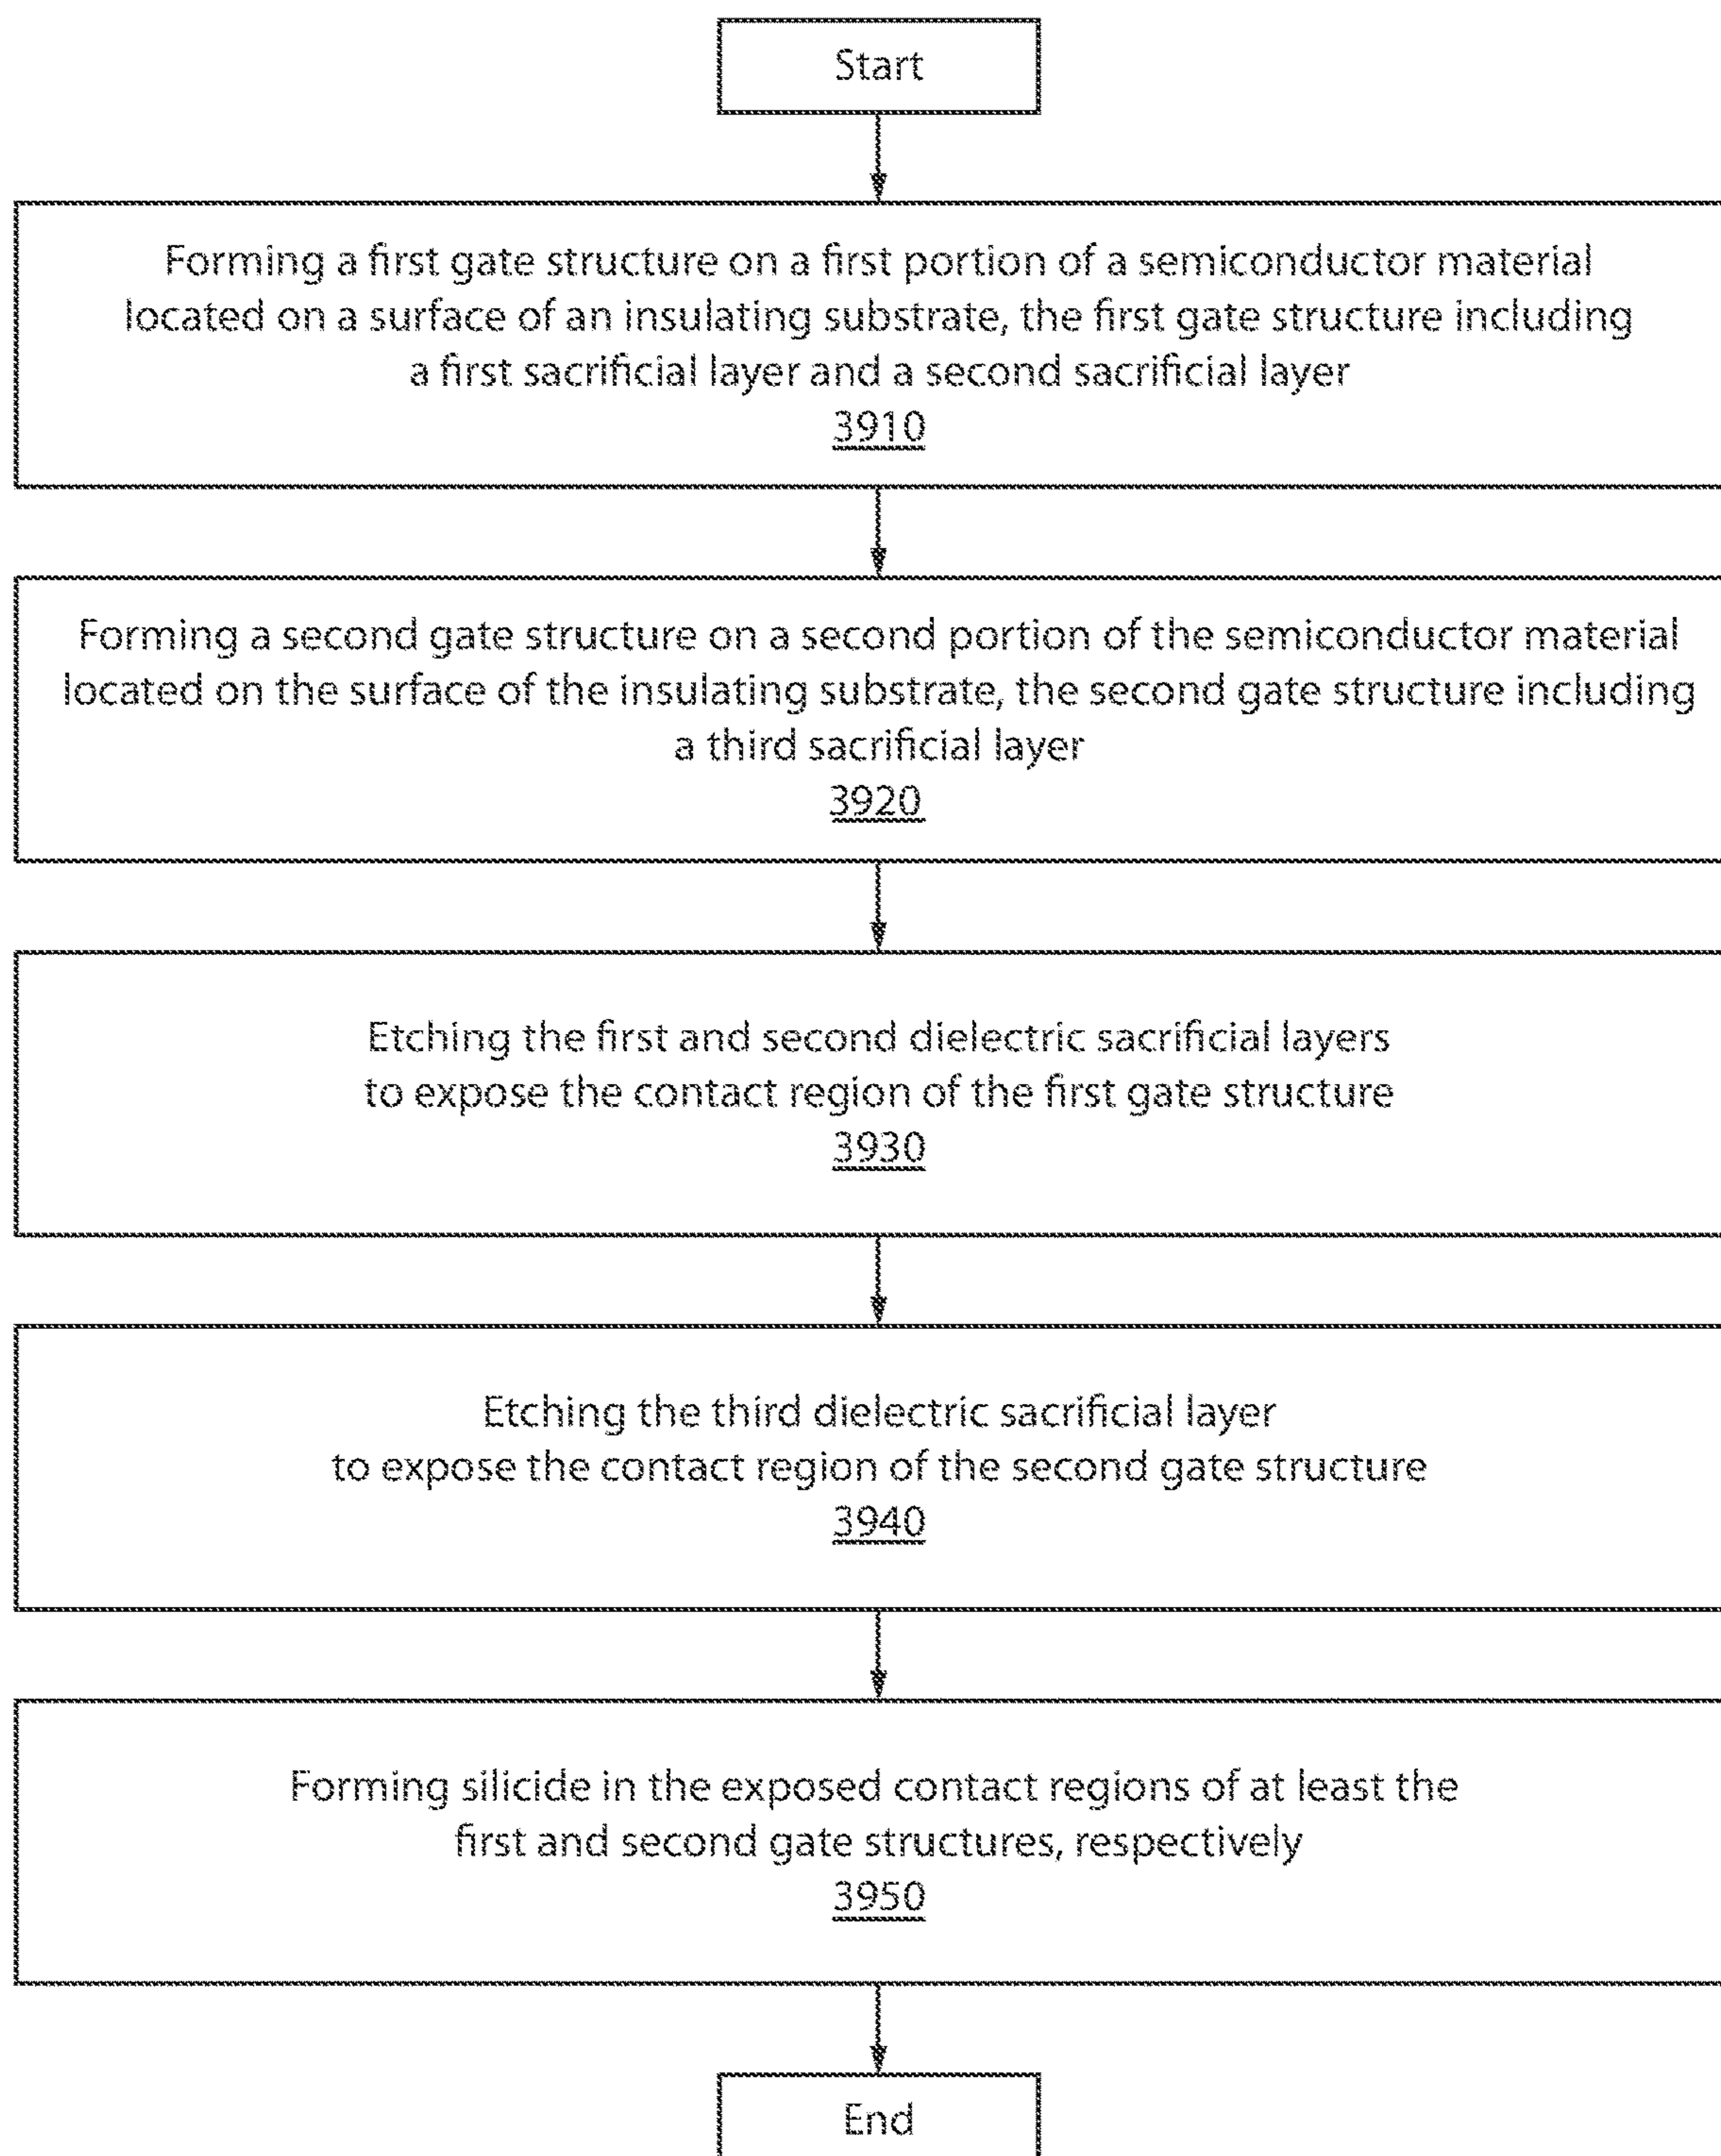 Start
Forming a first gate structure on a first portion of a semiconductor material
located on a surface of an insulating substrate, the first gate structure including
a first sacrificial layer and a second sacrificial layer
3910
Forming a second gate structure on a second portion of the semiconductor material
located on the surface of the insulating substrate, the second gate structure including
a third sacrificial layer
3920
Etching the first and second dielectric sacrificial layers
to expose the contact region of the first gate structure
3930
Etching the third dielectric sacrificial layer
to expose the contact region of the second gate structure
3940
Forming silicide in the exposed contact regions of at least the
first and second gate structures, respectively
3950
End